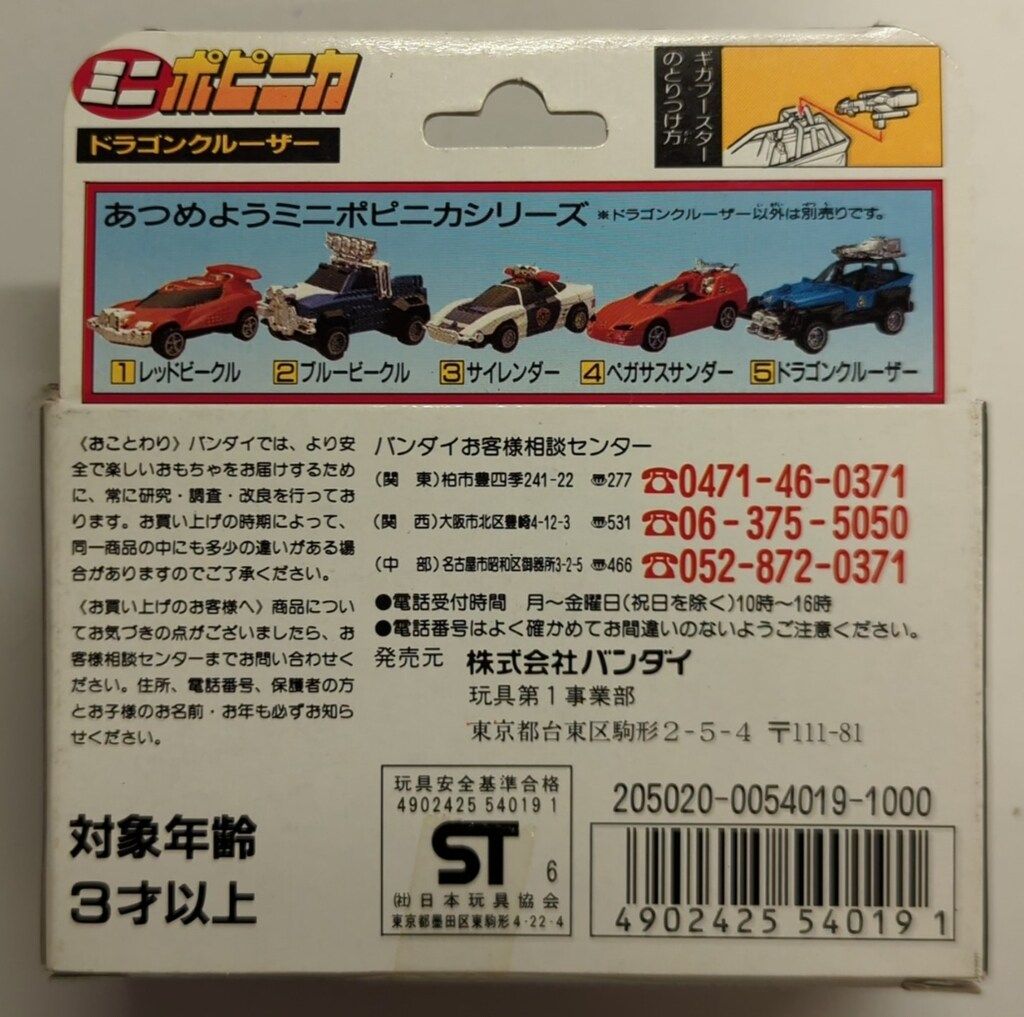 ミニポピニカ
ドラゴンクルーザー
ギガブースター
のとりつけ方
あつめようミニポピニカシリーズ ※ドラゴンクルーザー以外は別売りです。
1レッドビークル 2ブルービークル 3サイレンダー 4ペガサスサンダー 5ドラゴンクルーザー
〈おことわり〉バンダイでは、より安
全で楽しいおもちゃをお届けするため
に、常に研究・調査・改良を行ってお
ります。お買い上げの時期によって、
同一商品の中にも多少の違いがある場
合がありますのでご了承ください。
〈お買い上げのお客様へ〉商品につい
てお気づきの点がございましたら、お
客様相談センターまでお問い合わせく
ださい。住所、電話番号、保護者の方
とお子様のお名前・お年も必ずお知ら
せください。
バンダイお客様相談センター
(関 東)柏市豊四季241-22 〠277 ☎0471-46-0371
(関 西)大阪市北区豊崎4-12-3 〠531 ☎06-375-5050
(中 部)名古屋市昭和区御器所3-2-5 〠466 ☎052-872-0371
●電話受付時間 月〜金曜日(祝日を除く)10時〜16時
●電話番号はよく確かめてお間違いのないようご注意ください。
発売元 株式会社バンダイ
玩具第1事業部
東京都台東区駒形2-5-4 〒111-81
対象年齢
3才以上
玩具安全基準合格
4902425 54019 1
ST 6
㈳日本玩具協会
東京都墨田区東駒形4-22-4
205020-0054019-1000
4902425 540191